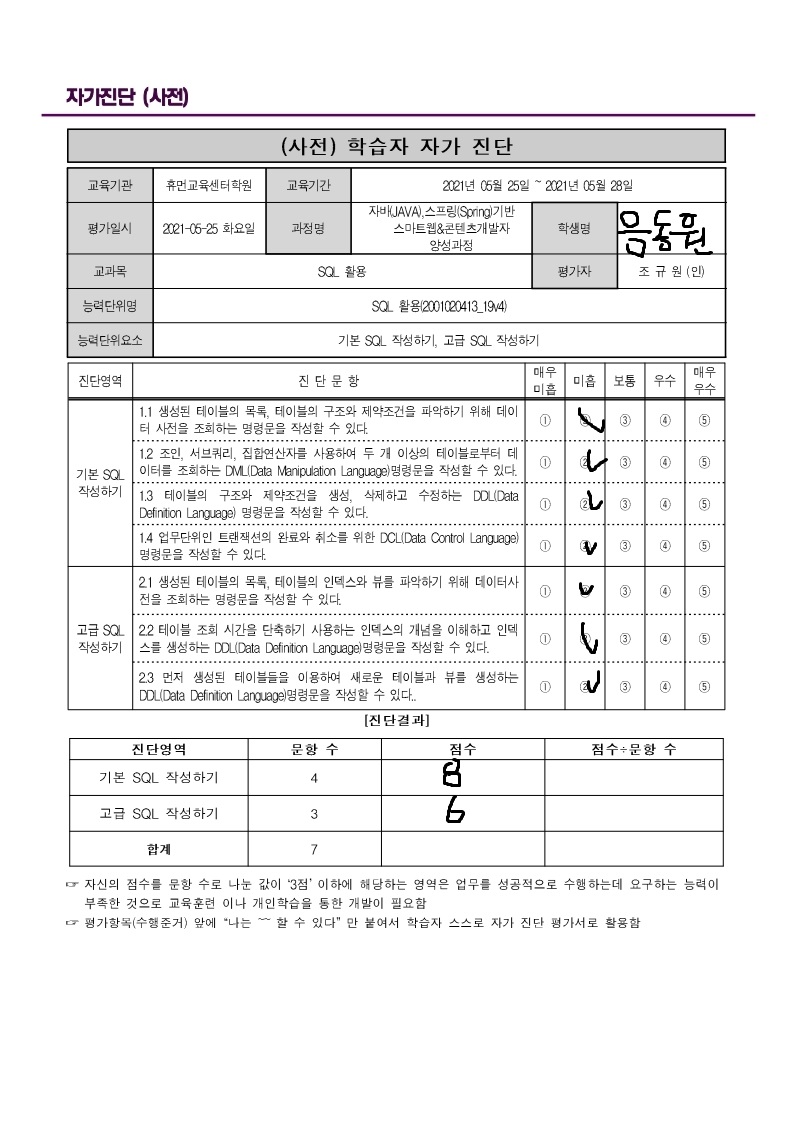 자가진단 (사전)
(사전) 학습자 자가 진단
교육기관 휴먼교육센터학원 교육기간 2021년 05월 25일 ~ 2021년 05월 28일
평가일시 2021-05-25 화요일 과정명 자바(JAVA),스프링(Spring)기반
스마트웹&콘텐츠개발자
양성과정
학생명 음동원
교과목 SQL 활용 평가자 조 규 원 (인)
능력단위명 SQL 활용(2001020413_19v4)
능력단위요소 기본 SQL 작성하기, 고급 SQL 작성하기
진단영역 진 단 문 항 매우 미흡 미흡 보통 우수 매우 우수
기본 SQL 작성하기
1.1 생성된 테이블의 목록, 테이블의 구조와 제약조건을 파악하기 위해 데이
터 사전을 조회하는 명령문을 작성할 수 있다. ① ② ③ ④ ⑤
1.2 조인, 서브쿼리, 집합연산자를 사용하여 두 개 이상의 테이블로부터 데
이터를 조회하는 DML(Data Manipulation Language)명령문을 작성할 수 있다. ① ② ③ ④ ⑤
1.3 테이블의 구조와 제약조건을 생성, 삭제하고 수정하는 DDL(Data
Definition Language) 명령문을 작성할 수 있다. ① ② ③ ④ ⑤
1.4 업무단위인 트랜잭션의 완료와 취소를 위한 DCL(Data Control Language)
명령문을 작성할 수 있다. ① ② ③ ④ ⑤
고급 SQL 작성하기
2.1 생성된 테이블의 목록, 테이블의 인덱스와 뷰를 파악하기 위해 데이터사
전을 조회하는 명령문을 작성할 수 있다. ① ② ③ ④ ⑤
2.2 테이블 조회 시간을 단축하기 사용하는 인덱스의 개념을 이해하고 인덱
스를 생성하는 DDL(Data Definition Language)명령문을 작성할 수 있다. ① ② ③ ④ ⑤
2.3 먼저 생성된 테이블들을 이용하여 새로운 테이블과 뷰를 생성하는
DDL(Data Definition Language)명령문을 작성할 수 있다.. ① ② ③ ④ ⑤
[진단결과]
진단영역 문항 수 점수 점수÷문항 수
기본 SQL 작성하기 4 8
고급 SQL 작성하기 3 6
합계 7
☞ 자신의 점수를 문항 수로 나눈 값이 ‘3점’ 이하에 해당하는 영역은 업무를 성공적으로 수행하는데 요구하는 능력이
부족한 것으로 교육훈련 이나 개인학습을 통한 개발이 필요함
☞ 평가항목(수행준거) 앞에 “나는 ~~ 할 수 있다” 만 붙여서 학습자 스스로 자가 진단 평가서로 활용함